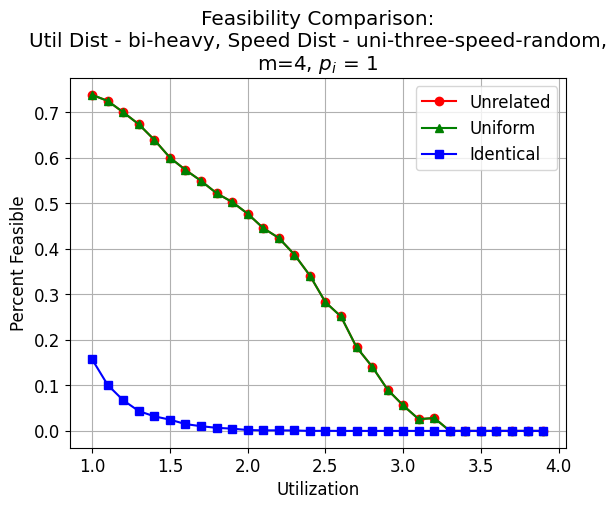 Feasibility Comparison:
Util Dist - bi-heavy, Speed Dist - uni-three-speed-random,
m=4, p_i = 1
Unrelated
Uniform
Identical
Percent Feasible
0.7
0.6
0.5
0.4
0.3
0.2
0.1
0.0
1.0 1.5 2.0 2.5 3.0 3.5 4.0
Utilization